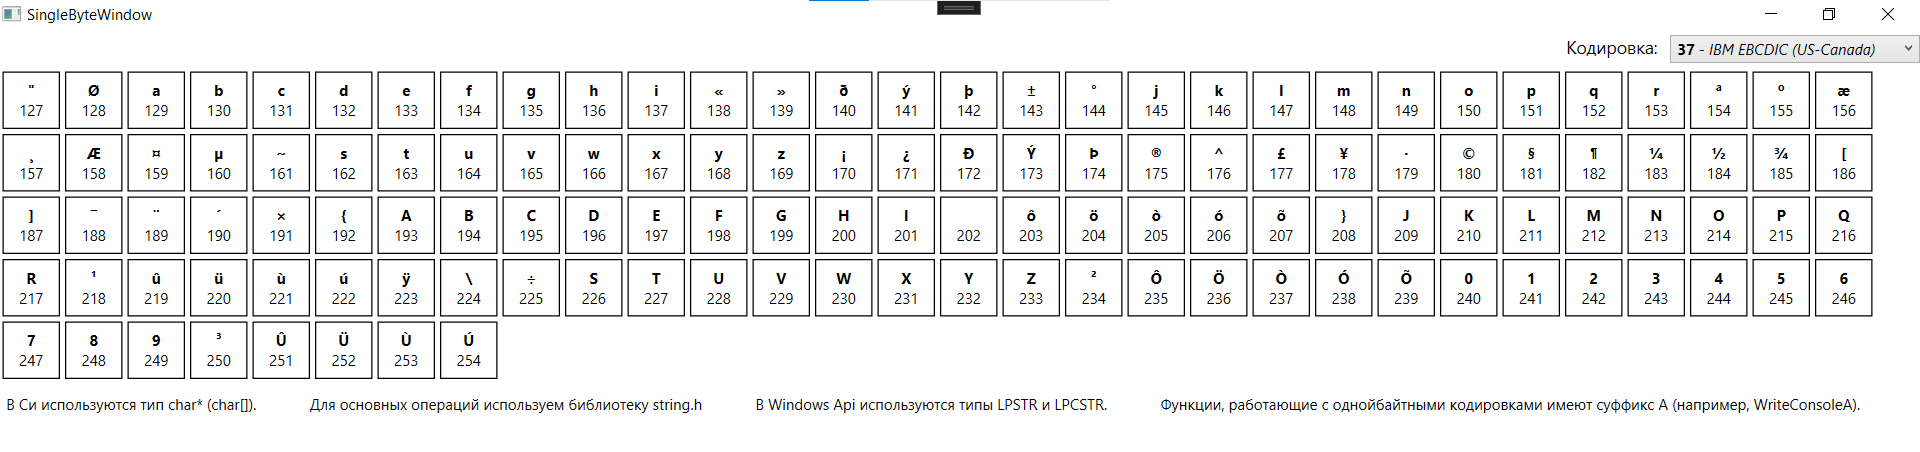 SingleByteWindow
Кодировка: 37 - IBM EBCDIC (US-Canada)
" Ø a b c d e f g h i « » ð ý þ ± ° j k l m n o p q r ª º æ
127 128 129 130 131 132 133 134 135 136 137 138 139 140 141 142 143 144 145 146 147 148 149 150 151 152 153 154 155 156
¸ Æ ¤ µ ~ s t u v w x y z ¡ ¿ Ð Ý Þ ® ^ £ ¥ · © § ¶ ¼ ½ ¾ [
157 158 159 160 161 162 163 164 165 166 167 168 169 170 171 172 173 174 175 176 177 178 179 180 181 182 183 184 185 186
] ¯ ¨ ´ × { A B C D E F G H I ô ö ò ó õ } J K L M N O P Q
187 188 189 190 191 192 193 194 195 196 197 198 199 200 201 202 203 204 205 206 207 208 209 210 211 212 213 214 215 216
R ¹ û ü ù ú ÿ \ ÷ S T U V W X Y Z ² Ô Ö Ò Ó Õ 0 1 2 3 4 5 6
217 218 219 220 221 222 223 224 225 226 227 228 229 230 231 232 233 234 235 236 237 238 239 240 241 242 243 244 245 246
7 8 9 ³ Û Ü Ù Ú
247 248 249 250 251 252 253 254
В Си используются тип char* (char[]). Для основных операций используем библиотеку string.h В Windows Api используются типы LPSTR и LPCSTR. Функции, работающие с однойбайтными кодировками имеют суффикс A (например, WriteConsoleA).